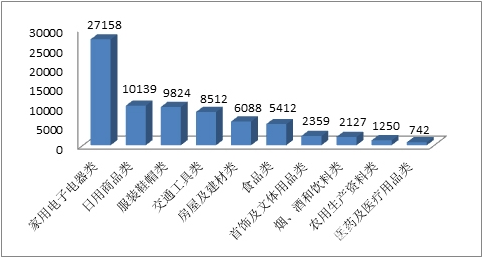 27158
30000
25000
20000
15000
10000
5000
0
10139
9824
8512
6088
5412
2359
2127
1250
742
家用电子电器类
日用商品类
服装鞋帽类
交通工具类
房屋及建材类
食品类
首饰及文体用品类
烟、酒和饮料类
农用生产资料类
医药及医疗用品类